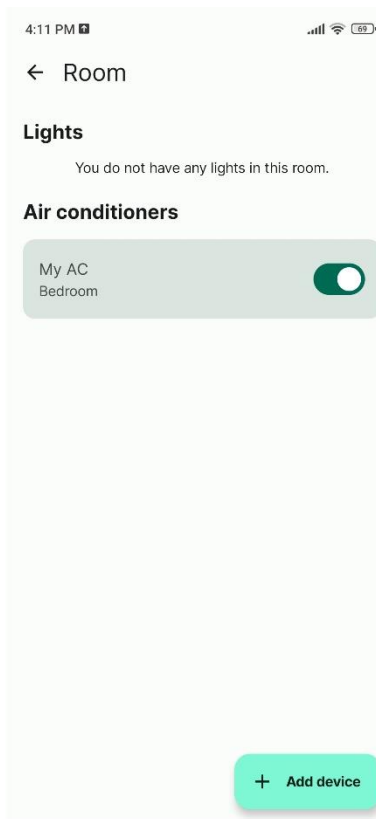 4:11 PM
69
Room
Lights
You do not have any lights in this room.
Air conditioners
My AC
Bedroom
Add device